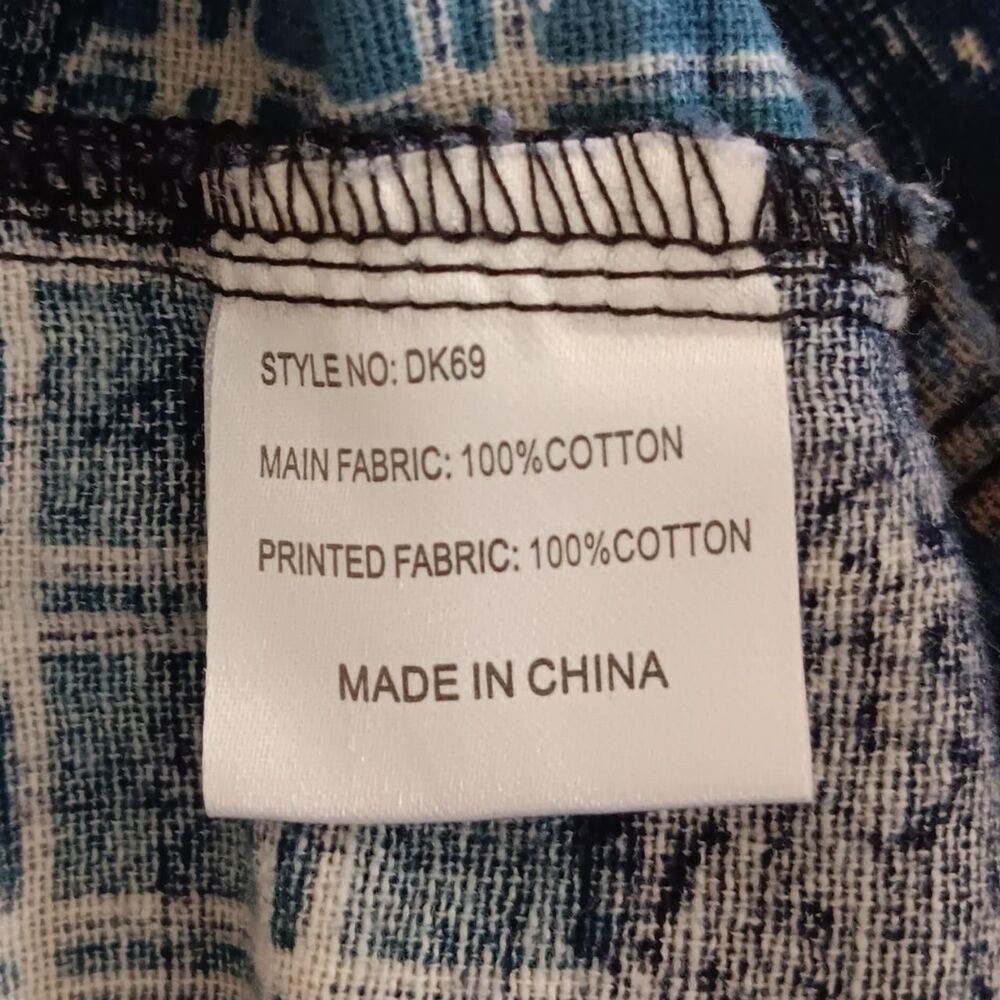 STYLE NO: DK69
MAIN FABRIC: 100%COTTON
PRINTED FABRIC: 100%COTTON
MADE IN CHINA